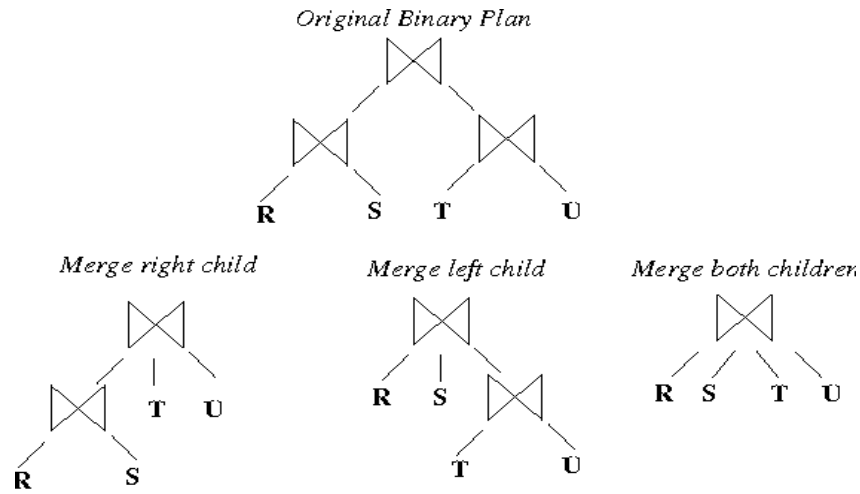 Original Binary Plan
R S T U
Merge right child Merge left child Merge both children
R S T U
T U
R S
R S
T U